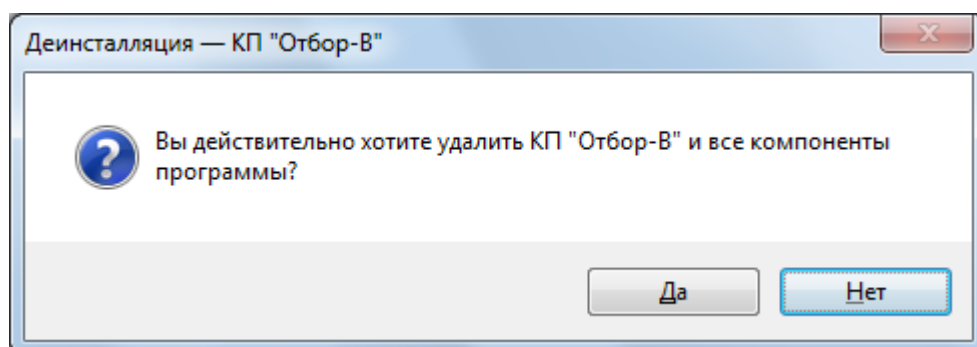 Деинсталляция — КП "Отбор-В"
Вы действительно хотите удалить КП "Отбор-В" и все компоненты
программы?
Да
Нет